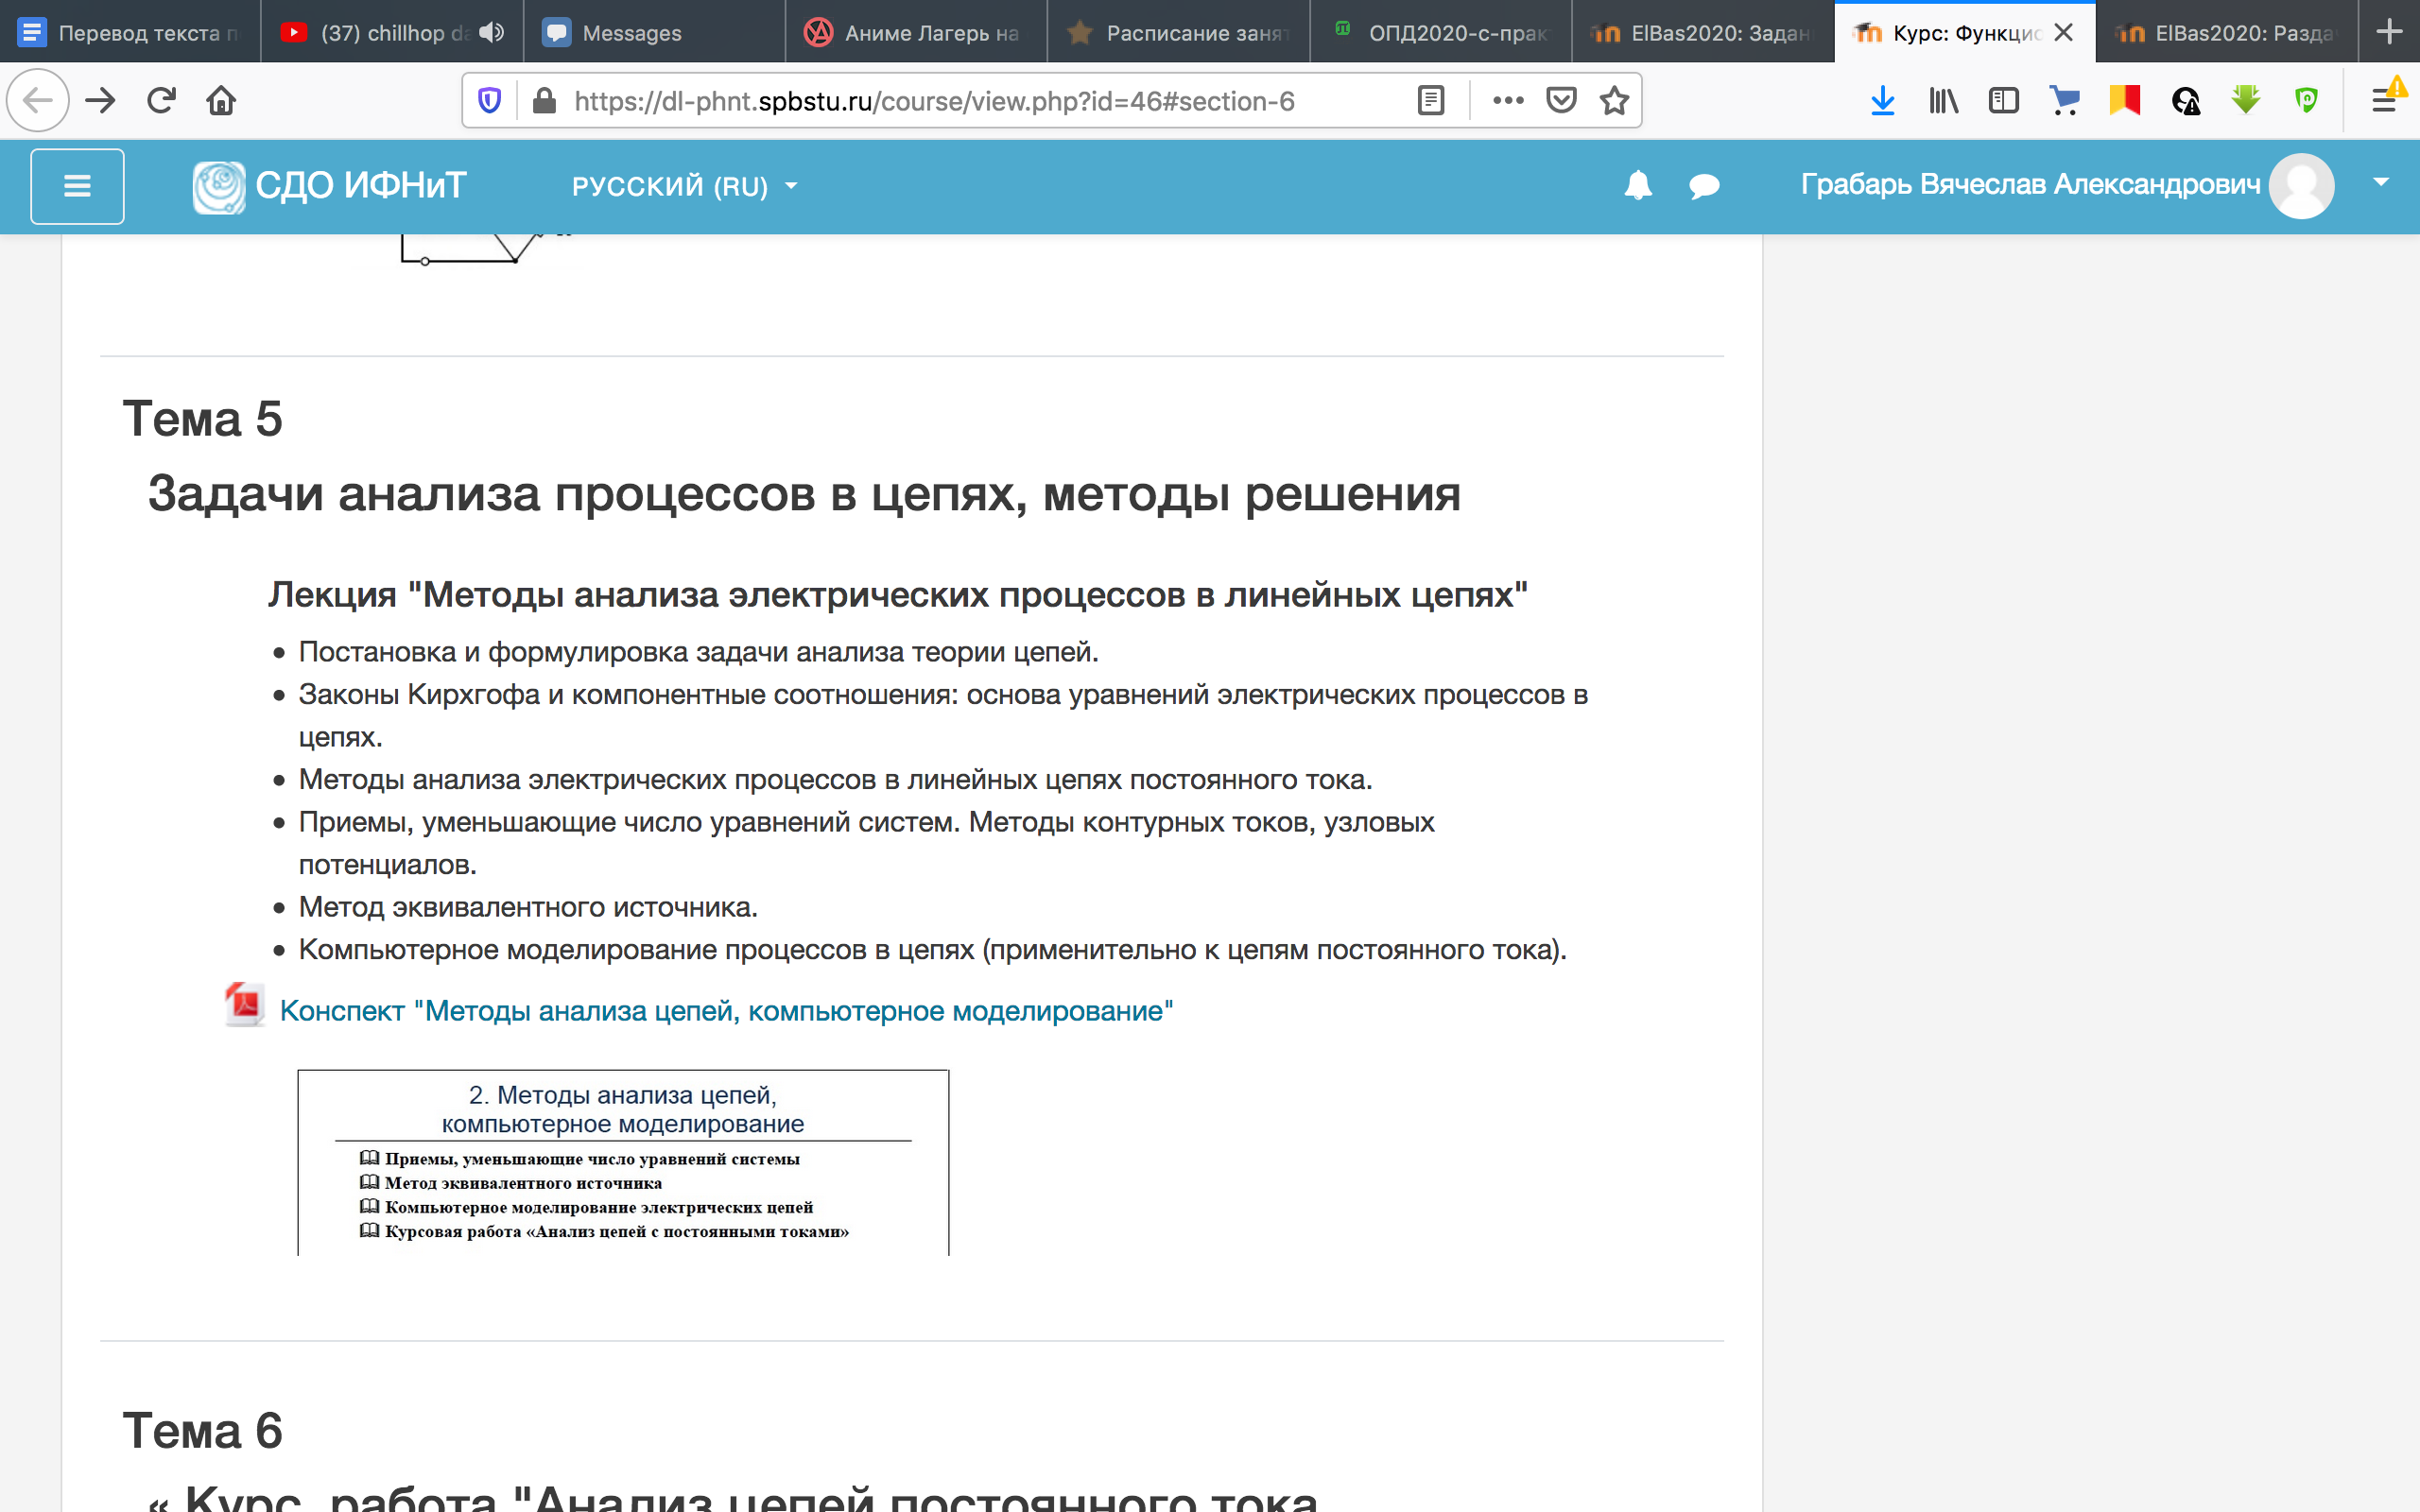 Перевод текста п
(37) chillhop da
Messages
Аниме Лагерь на
Расписание заня
ОПД2020-с-прак
ElBas2020: Задан
Курс: Функцио
ElBas2020: Разда
https://dl-phnt.spbstu.ru/course/view.php?id=46#section-6
СДО ИФНиТ
РУССКИЙ (RU)
Грабарь Вячеслав Александрович
Тема 5
Задачи анализа процессов в цепях, методы решения
Лекция "Методы анализа электрических процессов в линейных цепях"
• Постановка и формулировка задачи анализа теории цепей.
• Законы Кирхгофа и компонентные соотношения: основа уравнений электрических процессов в
цепях.
• Методы анализа электрических процессов в линейных цепях постоянного тока.
• Приемы, уменьшающие число уравнений систем. Методы контурных токов, узловых
потенциалов.
• Метод эквивалентного источника.
• Компьютерное моделирование процессов в цепях (применительно к цепям постоянного тока).
Конспект "Методы анализа цепей, компьютерное моделирование"
2. Методы анализа цепей,
компьютерное моделирование
Приемы, уменьшающие число уравнений системы
Метод эквивалентного источника
Компьютерное моделирование электрических цепей
Курсовая работа «Анализ цепей с постоянными токами»
Тема 6
« Курс. работа "Анализ цепей постоянного тока